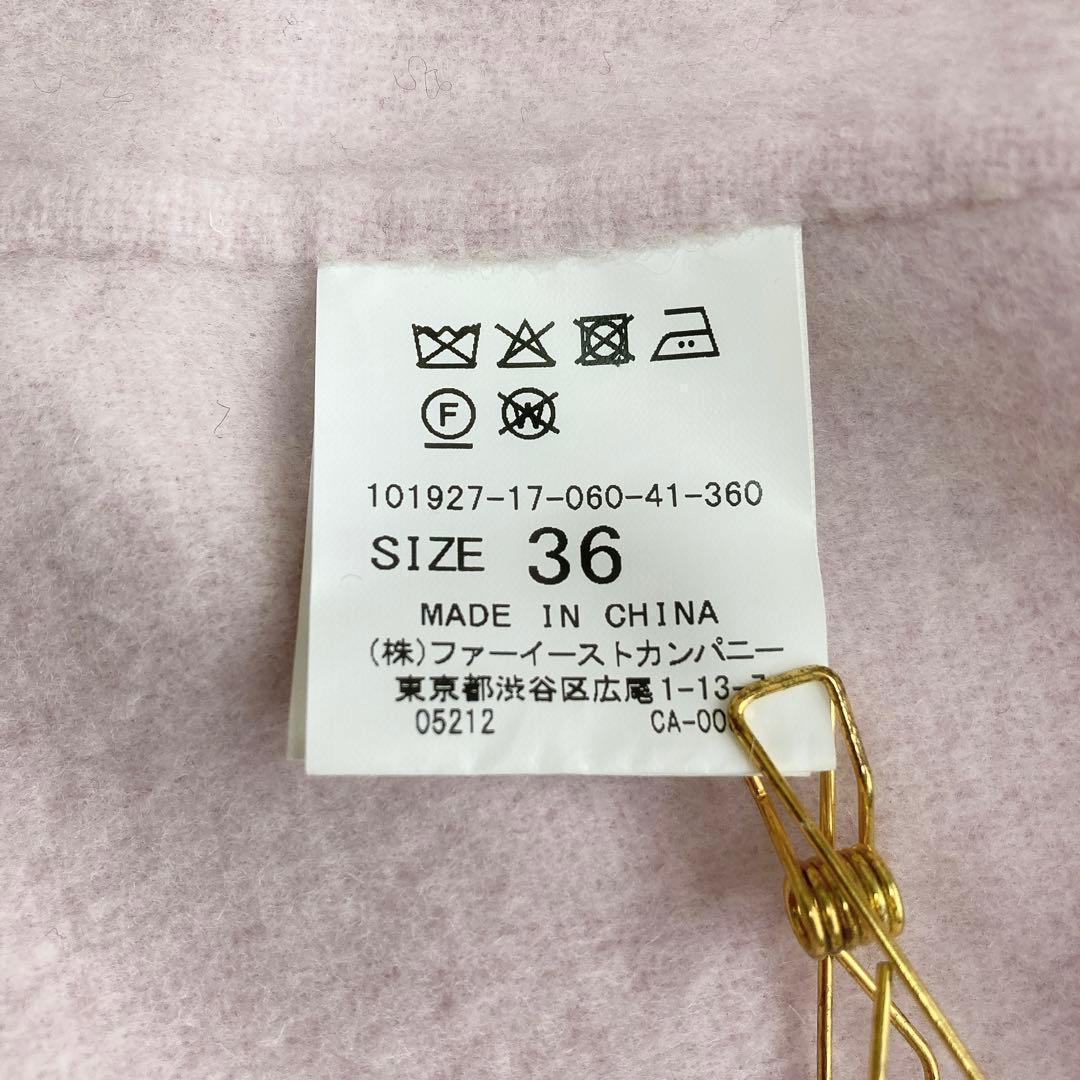 F W
101927-17-060-41-360
SIZE 36
MADE IN CHINA
(株)ファーイーストカンパニー
東京都渋谷区広尾1-13-
05212 CA-00